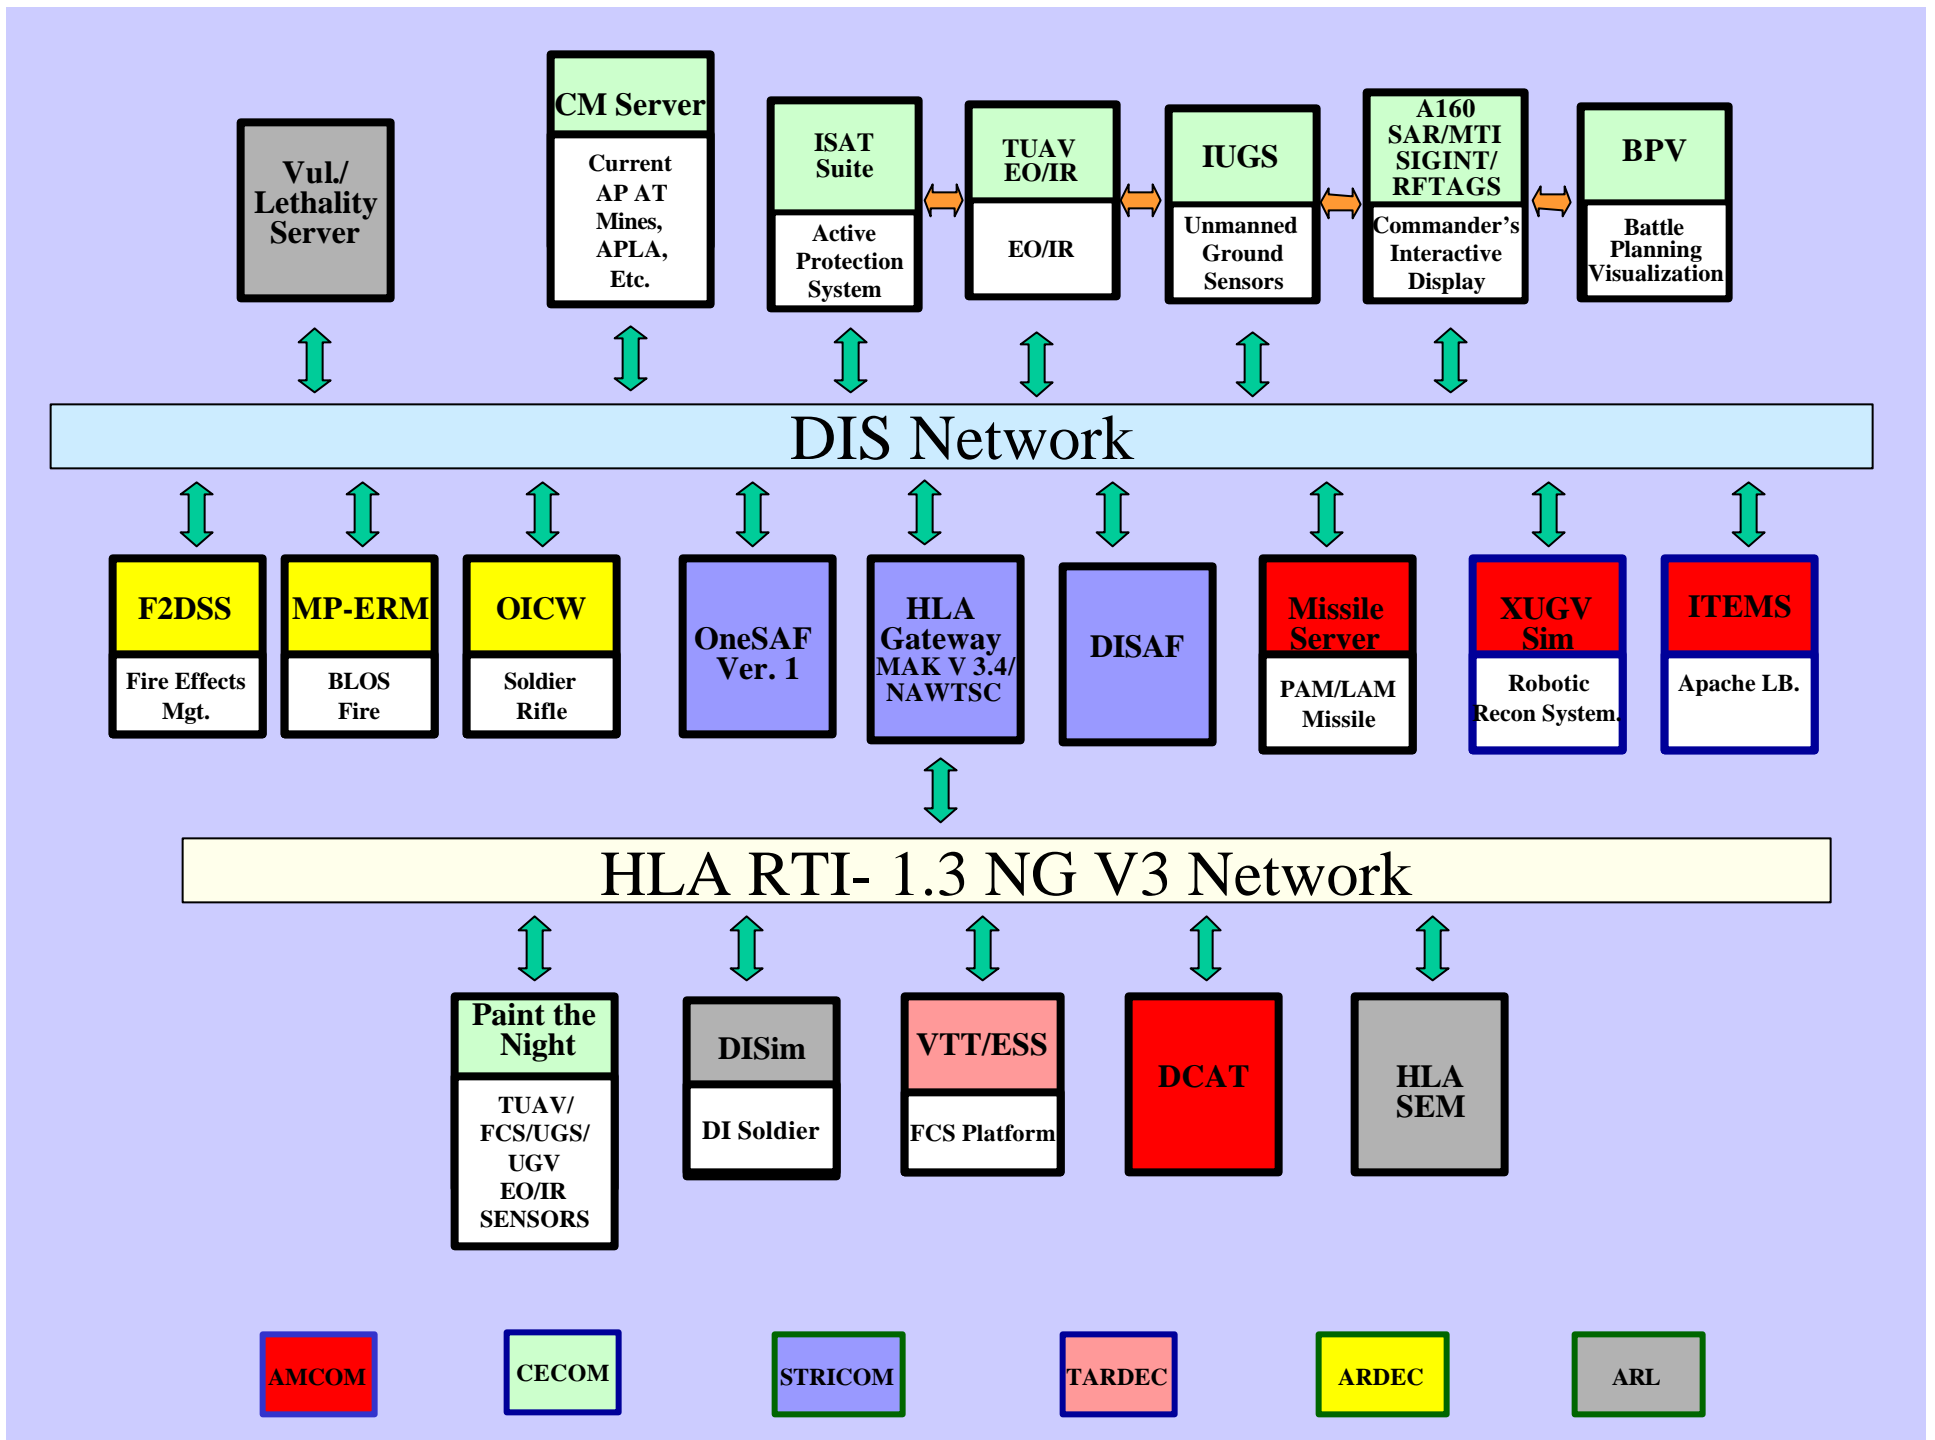 Vul./
Lethality
Server
CM Server
Current
AP AT
Mines,
APLA,
Etc.
ISAT
Suite
Active
Protection
System
TUAV
EO/IR
EO/IR
IUGS
Unmanned
Ground
Sensors
A160
SAR/MTI
SIGINT/
RFTAGS
Commander's
Interactive
Display
BPV
Battle
Planning
Visualization
DIS Network
F2DSS
Fire Effects
Mgt.
MP-ERM
BLOS
Fire
OICW
Soldier
Rifle
OneSAF
Ver. 1
HLA
Gateway
MAK V 3.4/
NAWTSC
DISAF
Missile
Server
PAM/LAM
Missile
XUGV
Sim
Robotic
Recon System.
ITEMS
Apache LB.
HLA RTI- 1.3 NG V3 Network
Paint the
Night
TUAV/
FCS/UGS/
UGV
EO/IR
SENSORS
DISim
DI Soldier
VTT/ESS
FCS Platform
DCAT
HLA
SEM
AMCOM
CECOM
STRICOM
TARDEC
ARDEC
ARL